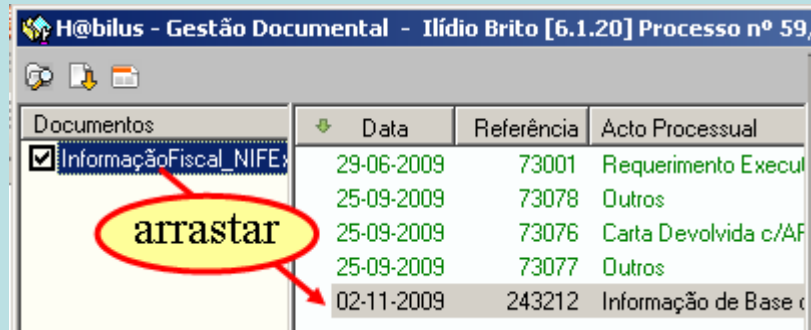 H@bilus - Gestão Documental - Ilídio Brito [6.1.20] Processo nº 59,
Documentos
Data Referência Acto Processual
InformaçãoFiscal_NIFEx
29-06-2009 73001 Requerimento Execu
25-09-2009 73078 Outros
arrastar
25-09-2009 73076 Carta Devolvida c/AF
25-09-2009 73077 Outros
02-11-2009 243212 Informação de Base